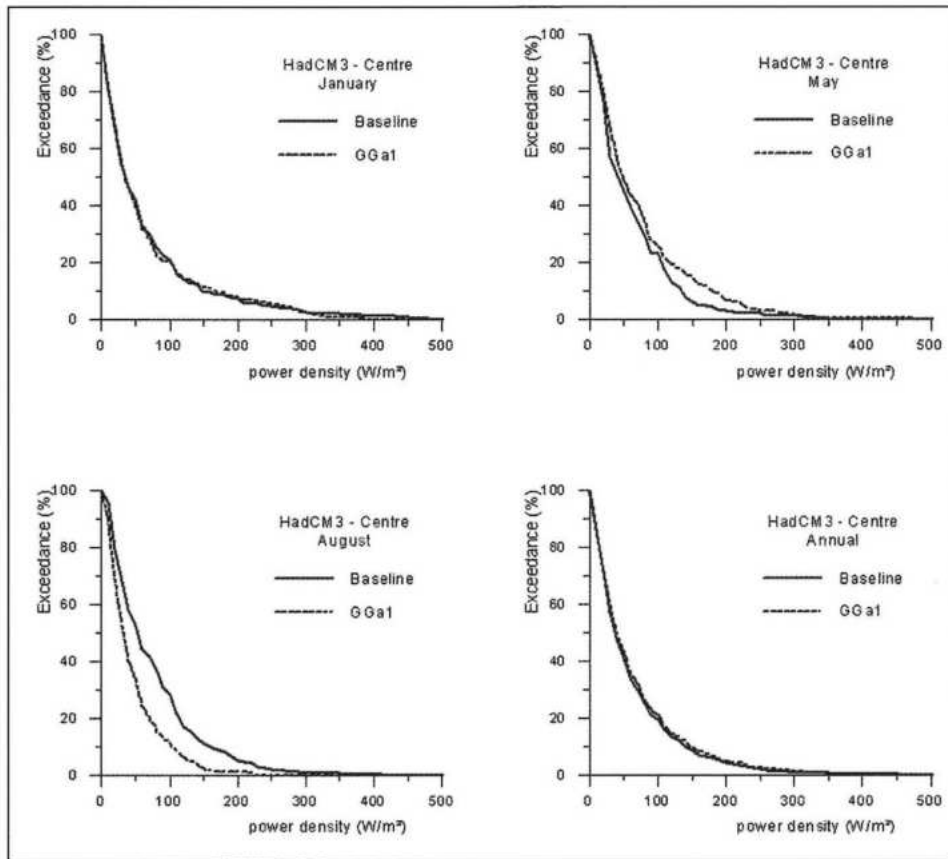 HadCM3 - Centre
January
Baseline
GGa1
Exceedance (%)
100
80
60
40
20
0
0 100 200 300 400 500
power density (W/m²)
HadCM3 - Centre
May
Baseline
GGa1
Exceedance (%)
100
80
60
40
20
0
0 100 200 300 400 500
power density (W/m²)
HadCM3 - Centre
August
Baseline
GGa1
Exceedance (%)
100
80
60
40
20
0
0 100 200 300 400 500
power density (W/m²)
HadCM3 - Centre
Annual
Baseline
GGa1
Exceedance (%)
100
80
60
40
20
0
0 100 200 300 400 500
power density (W/m²)